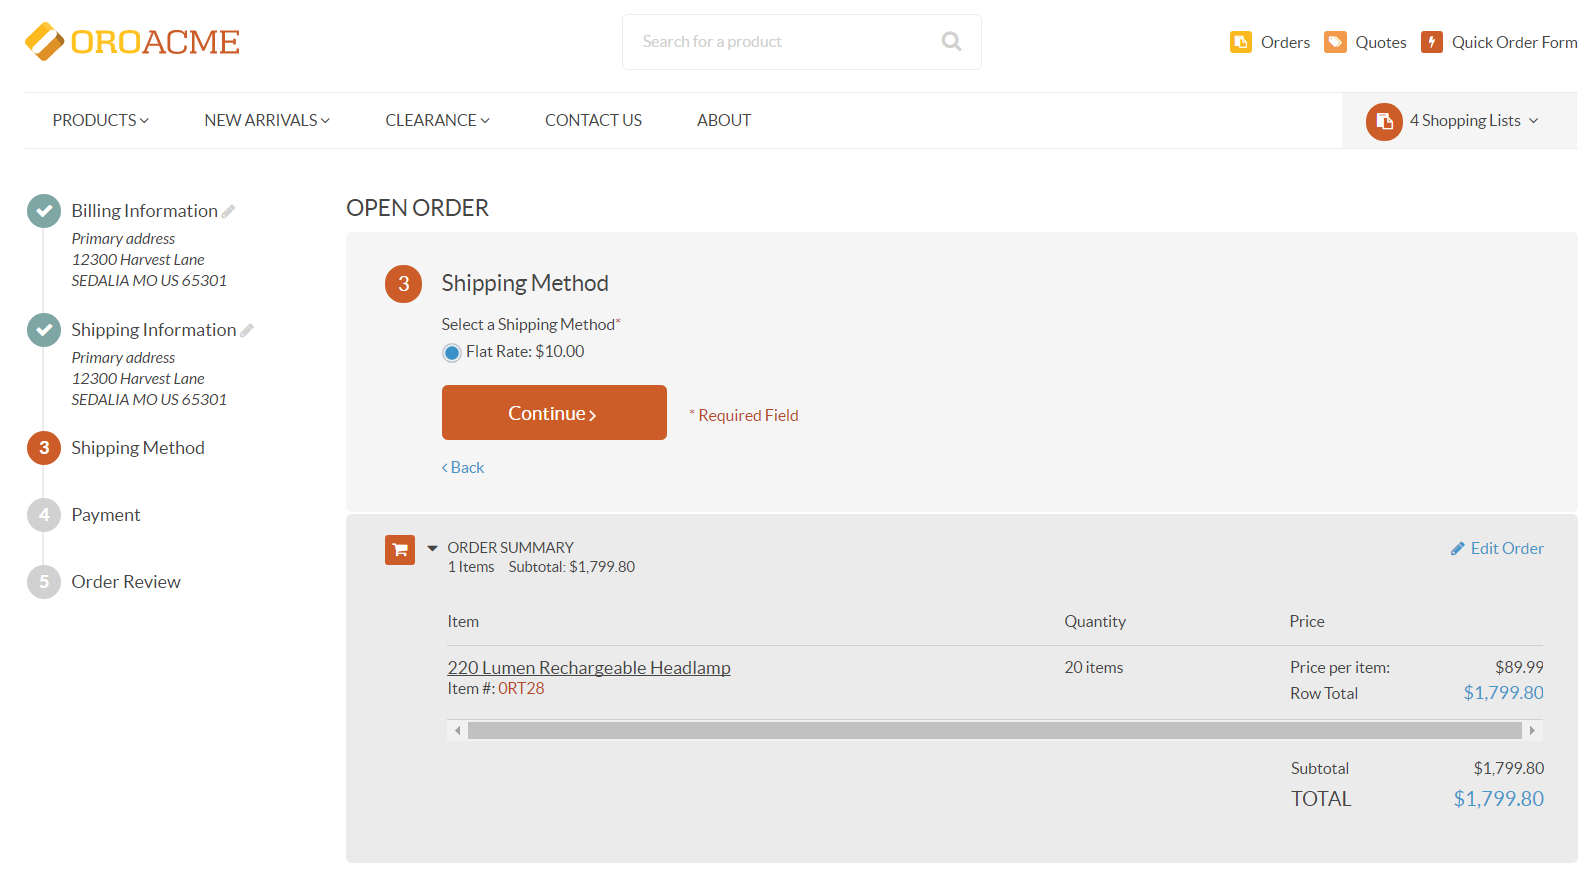 OROACME
Search for a product
Orders
Quotes
Quick Order Form
PRODUCTS
NEW ARRIVALS
CLEARANCE
CONTACT US
ABOUT
4 Shopping Lists
Billing Information
Primary address
12300 Harvest Lane
SEDALIA MO US 65301
Shipping Information
Primary address
12300 Harvest Lane
SEDALIA MO US 65301
3 Shipping Method
4 Payment
5 Order Review
OPEN ORDER
3 Shipping Method
Select a Shipping Method*
Flat Rate: $10.00
Continue
* Required Field
Back
ORDER SUMMARY
1 Items Subtotal: $1,799.80
Edit Order
Item Quantity Price
220 Lumen Rechargeable Headlamp 20 items Price per item: $89.99
Item #: 0RT28 Row Total $1,799.80
Subtotal $1,799.80
TOTAL $1,799.80